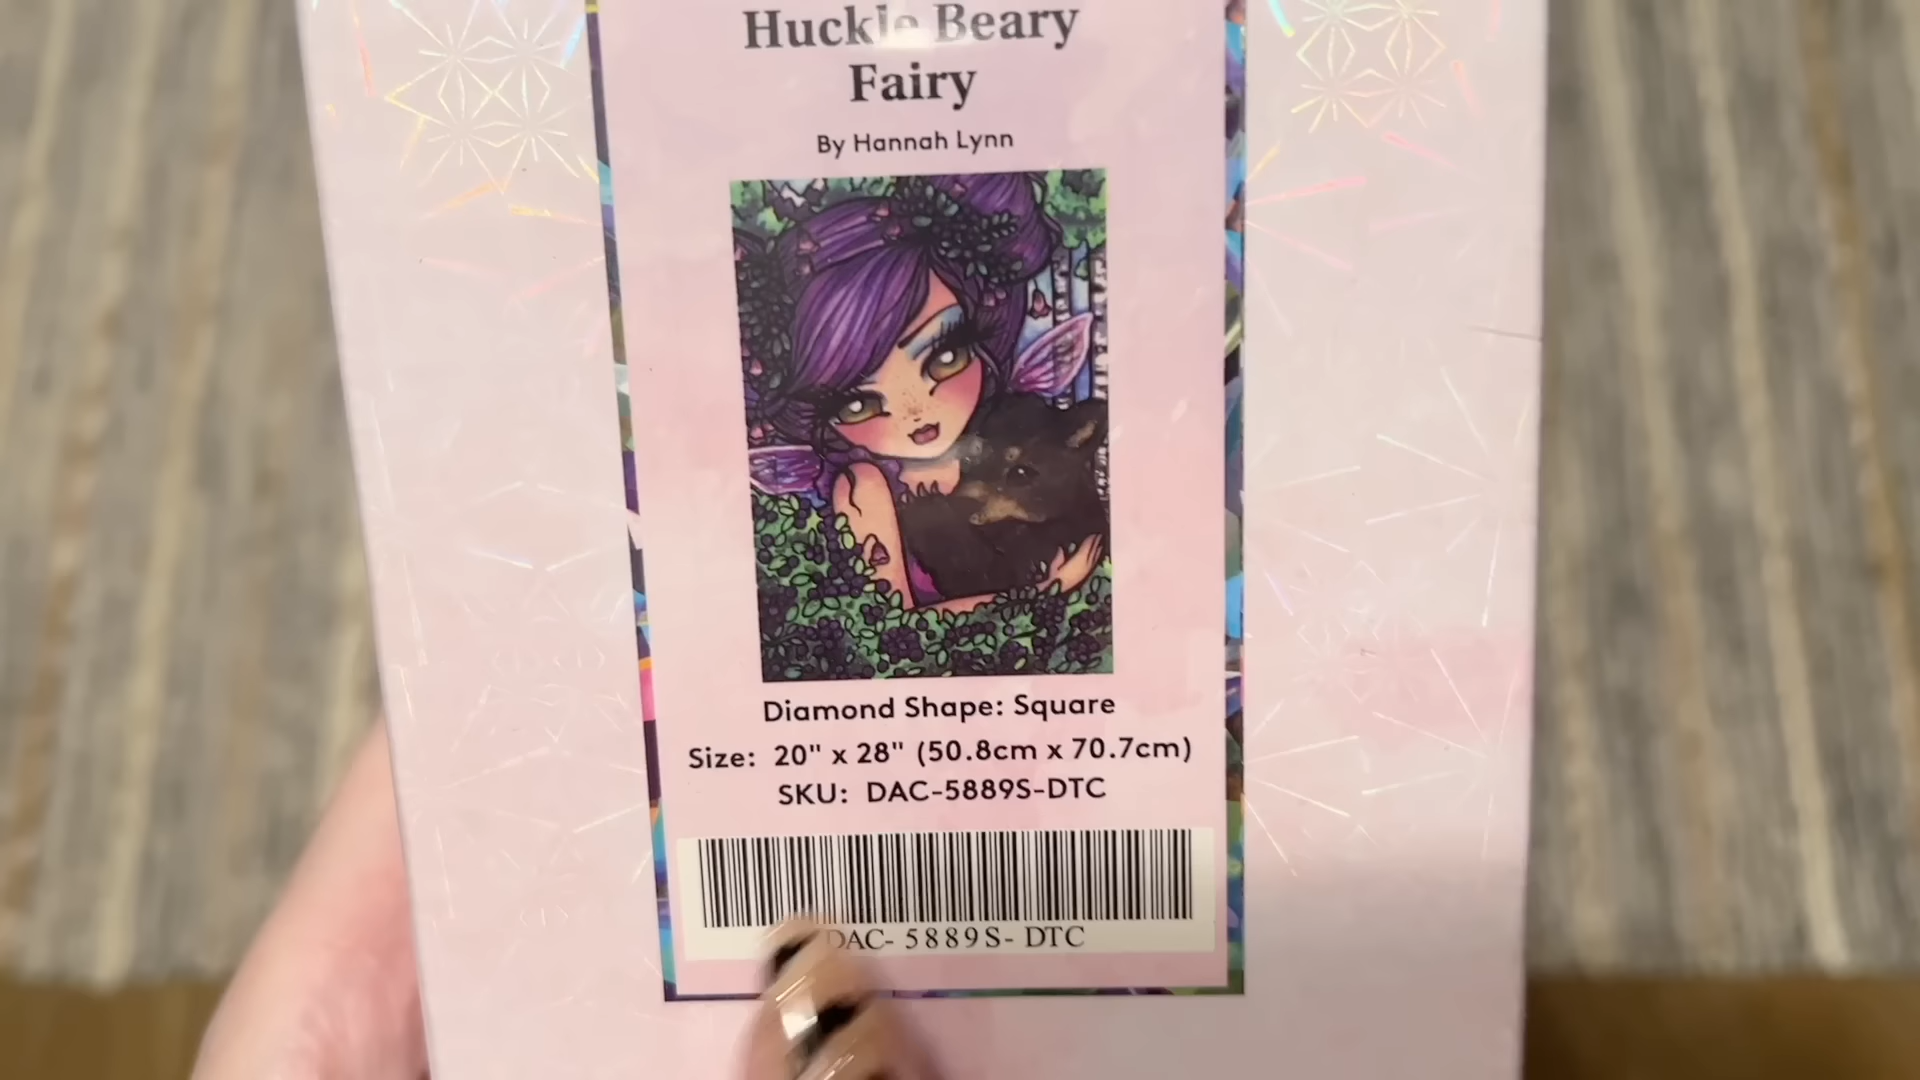 Huckle Beary
Fairy
By Hannah Lynn
Diamond Shape: Square
Size: 20" x 28" (50.8cm x 70.7cm)
SKU: DAC-5889S-DTC
DAC- 5889S- DTC